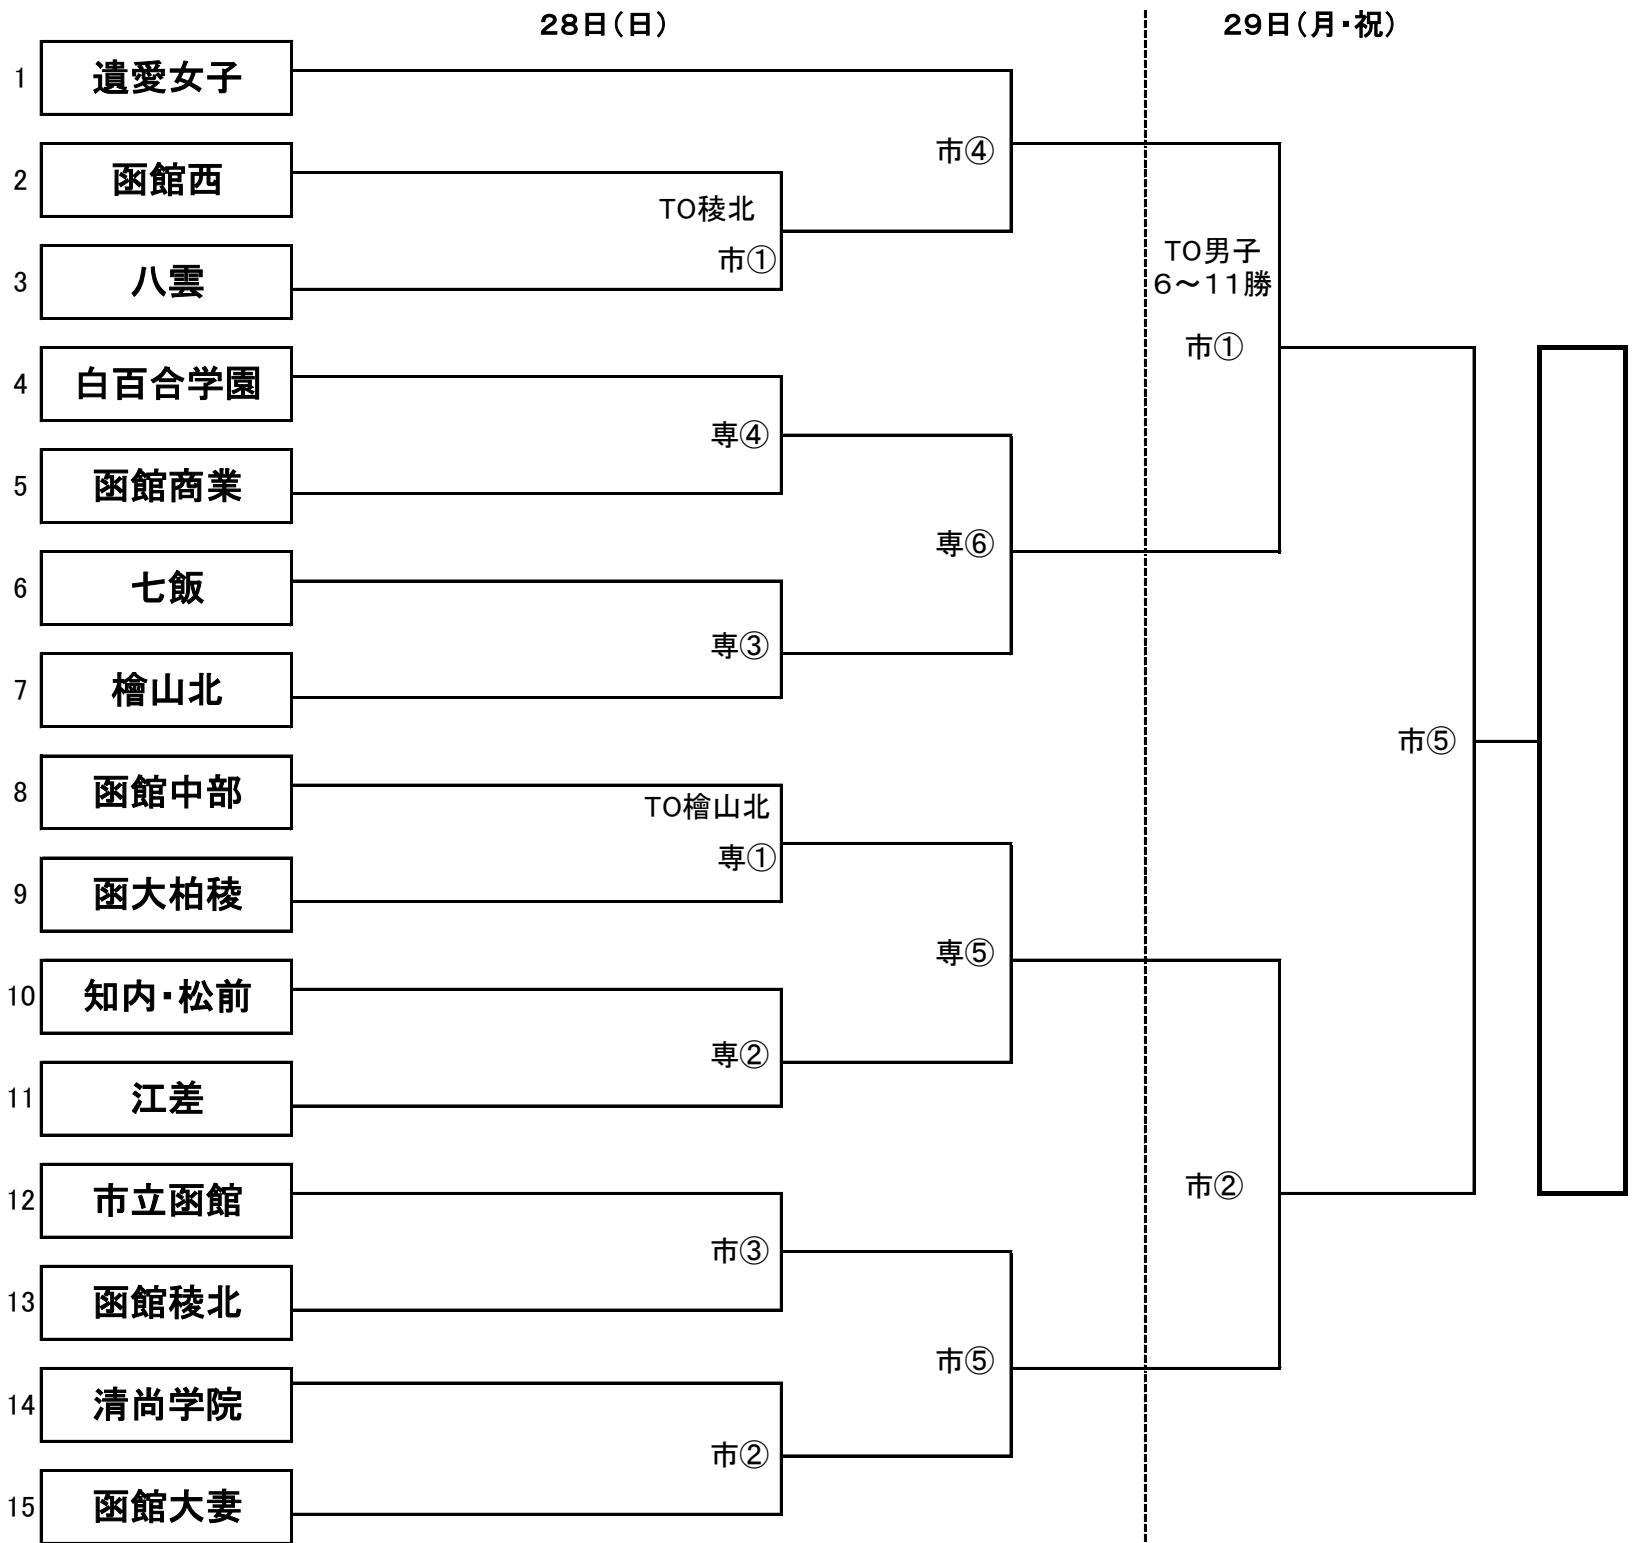 28日(日)
29日(月・祝)
1 遺愛女子
市④
2 函館西
TO稜北
市①
3 八雲
TO男子
6～11勝
市①
4 白百合学園
専④
5 函館商業
専⑥
6 七飯
専③
7 檜山北
市⑤
8 函館中部
TO檜山北
専①
9 函大柏稜
専⑤
10 知内・松前
専②
11 江差
市②
12 市立函館
市③
13 函館稜北
市⑤
14 清尚学院
市②
15 函館大妻